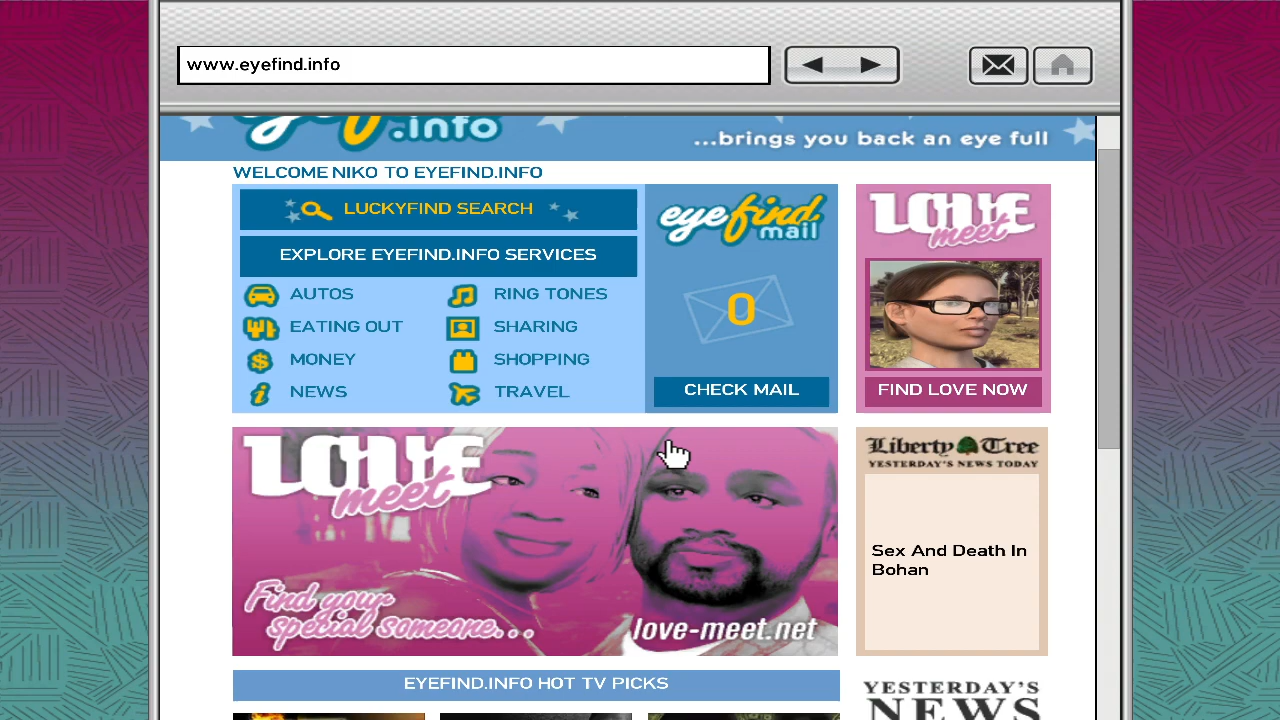 www.eyefind.info
.info
...brings you back an eye full
WELCOME NIKO TO EYEFIND.INFO
LUCKYFIND SEARCH
EXPLORE EYEFIND.INFO SERVICES
AUTOS
RING TONES
EATING OUT
SHARING
MONEY
SHOPPING
NEWS
TRAVEL
eyefind
mail
0
CHECK MAIL
LOVE
meet
FIND LOVE NOW
LOVE
meet
Find your
special someone...
love-meet.net
Liberty Tree
YESTERDAY'S NEWS TODAY
Sex And Death In
Bohan
EYEFIND.INFO HOT TV PICKS
YESTERDAY'S
NEWS